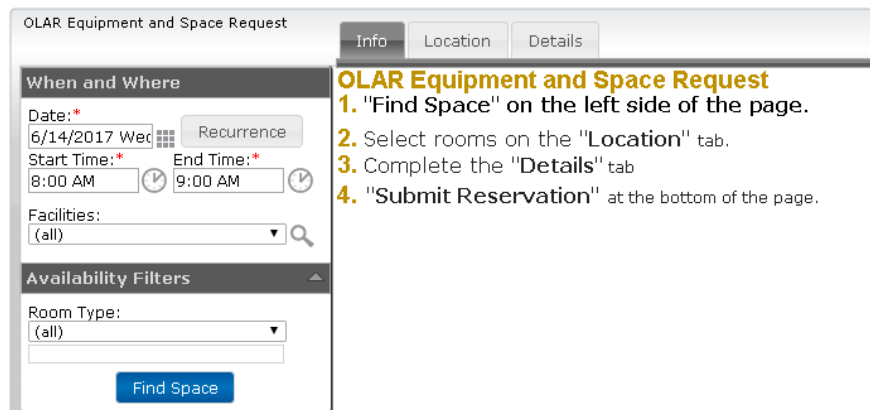 OLAR Equipment and Space Request
Info
Location
Details
When and Where
Date:*
6/14/2017 Wed
Recurrence
Start Time:*
End Time:*
8:00 AM
9:00 AM
Facilities:
(all)
Availability Filters
Room Type:
(all)
Find Space
OLAR Equipment and Space Request
1. "Find Space" on the left side of the page.
2. Select rooms on the "Location" tab.
3. Complete the "Details" tab
4. "Submit Reservation" at the bottom of the page.